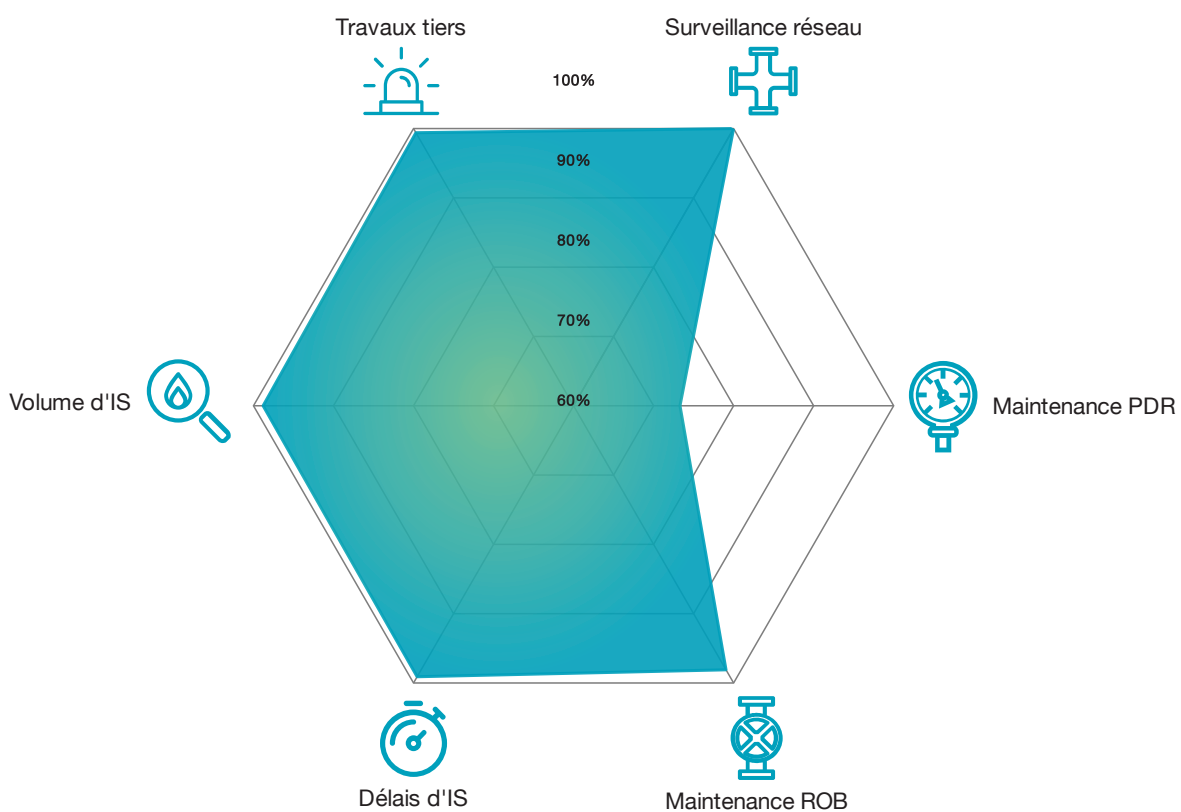 Travaux tiers
Surveillance réseau
100%
90%
80%
70%
60%
Volume d'IS
Maintenance PDR
Délais d'IS
Maintenance ROB